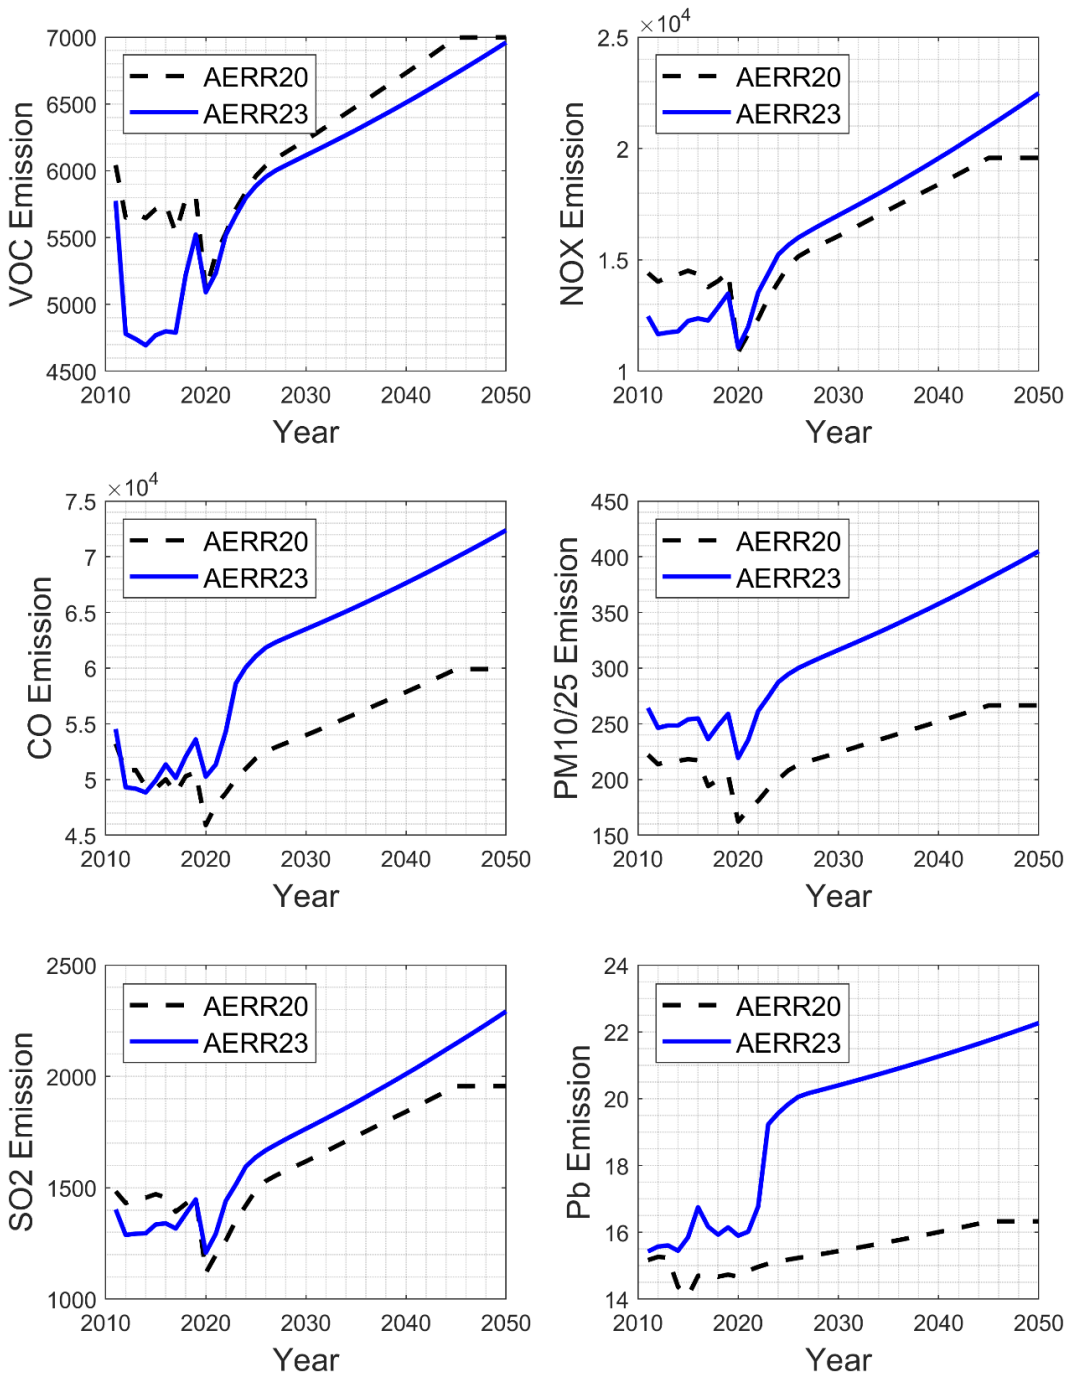 7000
6500
6000
5500
5000
4500
VOC Emission
AERR20
AERR23
2010 2020 2030 2040 2050
Year
×10⁴
2.5
2
1.5
1
NOX Emission
AERR20
AERR23
2010 2020 2030 2040 2050
Year
×10⁴
7.5
7
6.5
6
5.5
5
4.5
CO Emission
AERR20
AERR23
2010 2020 2030 2040 2050
Year
450
400
350
300
250
200
150
PM10/25 Emission
AERR20
AERR23
2010 2020 2030 2040 2050
Year
2500
2000
1500
1000
SO2 Emission
AERR20
AERR23
2010 2020 2030 2040 2050
Year
24
22
20
18
16
14
Pb Emission
AERR20
AERR23
2010 2020 2030 2040 2050
Year